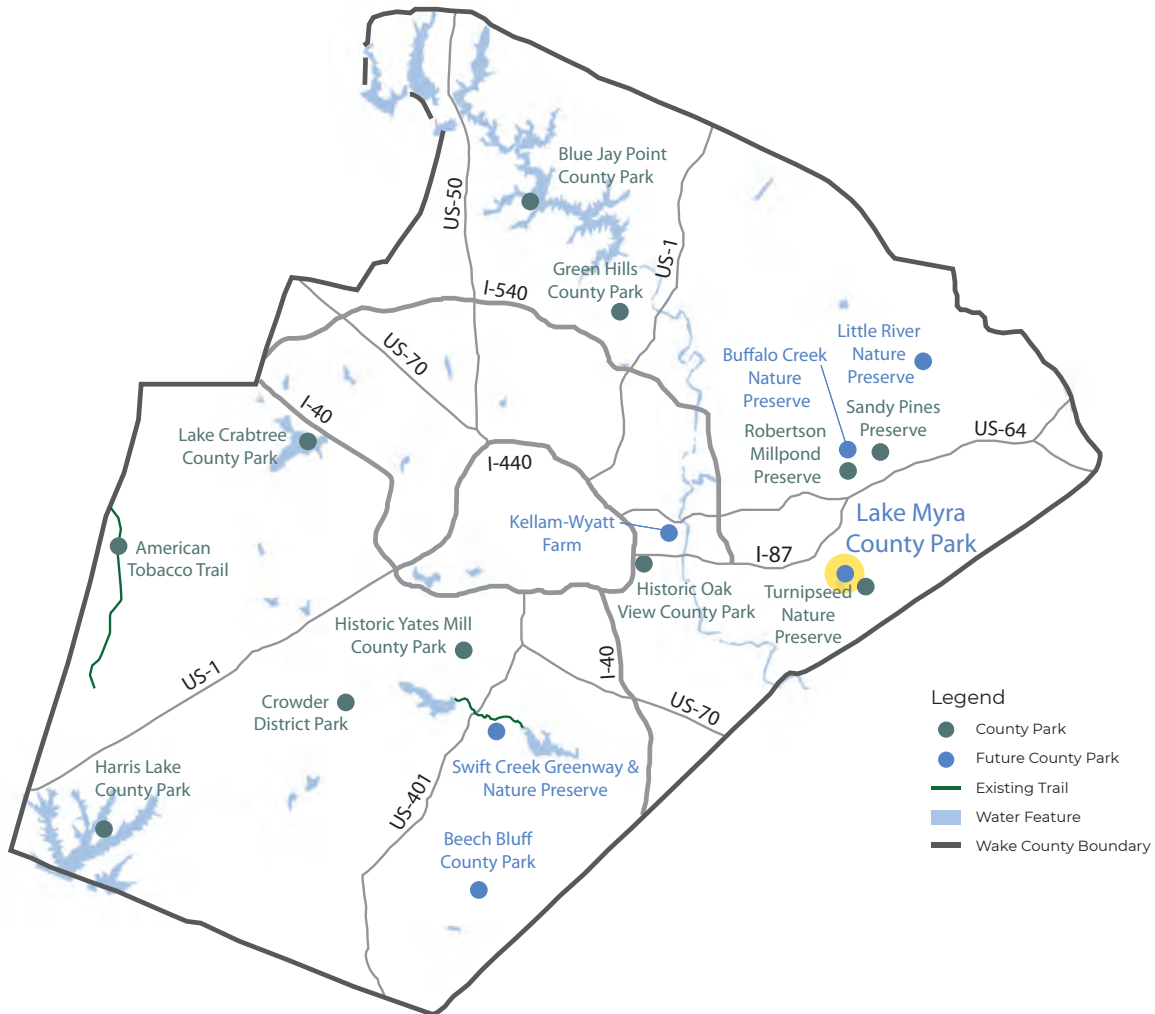 Blue Jay Point
County Park
US-50
US-1
Green Hills
County Park
I-540
Little River
Nature
Preserve
Buffalo Creek
Nature
Preserve
US-70
Sandy Pines
Preserve
I-40
Robertson
Millpond
Preserve
US-64
Lake Crabtree
County Park
I-440
Lake Myra
County Park
Kellam-Wyatt
Farm
American
Tobacco Trail
I-87
Historic Oak
View County Park
Turnipseed
Nature
Preserve
Historic Yates Mill
County Park
I-40
US-1
Crowder
District Park
US-70
Harris Lake
County Park
Swift Creek Greenway &
Nature Preserve
US-401
Beech Bluff
County Park
Legend
County Park
Future County Park
Existing Trail
Water Feature
Wake County Boundary